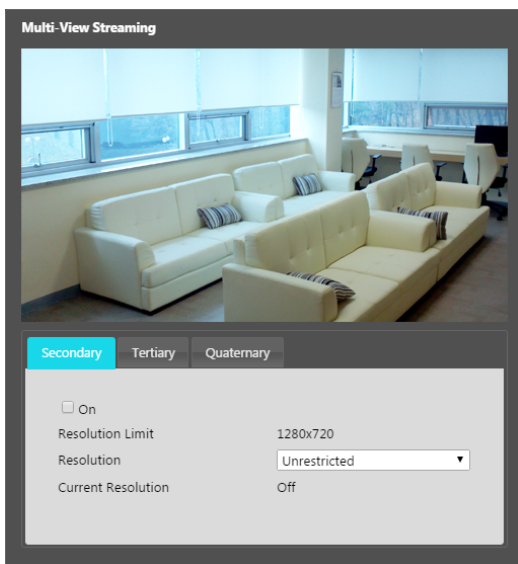 Multi-View Streaming
Secondary Tertiary Quaternary
On
Resolution Limit 1280x720
Resolution Unrestricted
Current Resolution Off